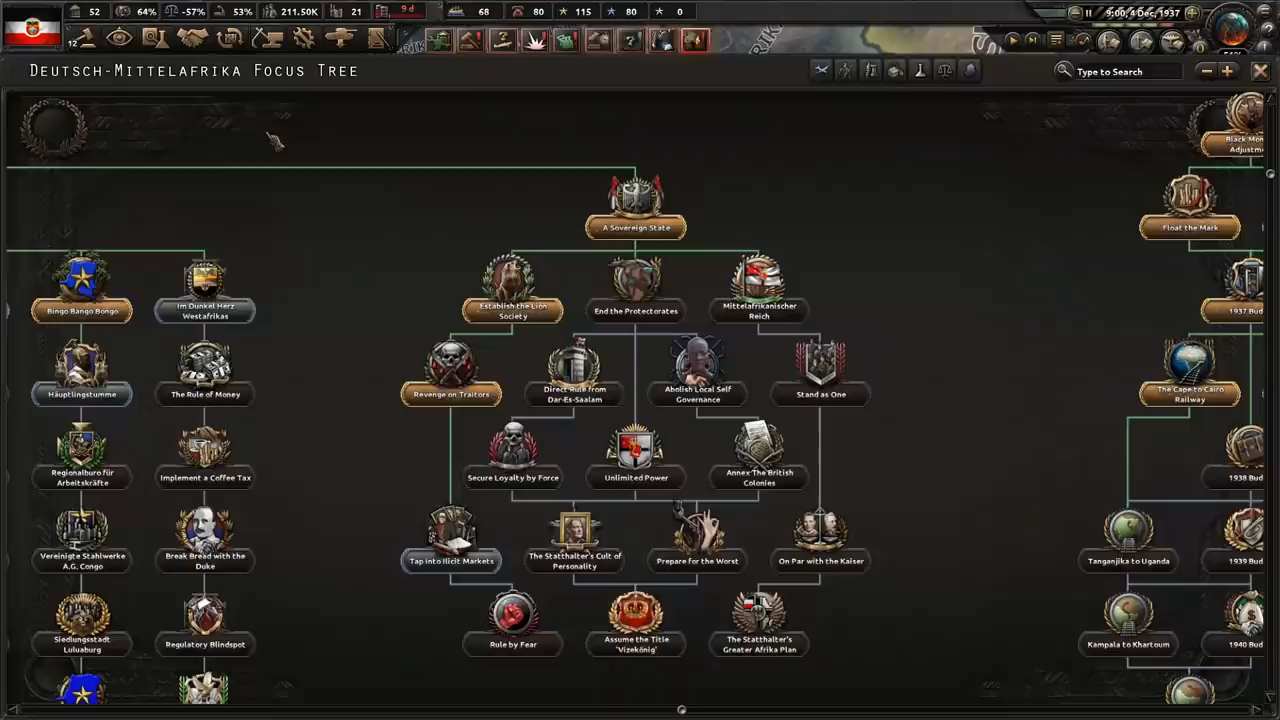 52
64%
-57%
53%
211.50K
21
9 d
68
80
115
80
0
9:00, 4 Dec, 1937
12
DEUTSCH-MITTELAFRIKA FOCUS TREE
Type to Search
Black Mon
Adjustme
A Sovereign State
Float the Mark
Bingo Bango Bongo
Im Dunkel Herz
Westafrikas
Establish the Lion
Society
End the Protectorates
Mittelafrikanischer
Reich
1937 Bud
Häuptlingstumme
The Rule of Money
Revenge on Traitors
Direct Rule from
Dar-Es-Saalam
Abolish Local Self
Governance
Stand as One
The Cape to Cairo
Railway
Regionalburo für
Arbeitskräfte
Implement a Coffee Tax
Secure Loyalty by Force
Unlimited Power
Annex The British
Colonies
1938 Bud
Vereinigte Stahlwerke
A.G. Congo
Break Bread with the
Duke
Tap into Ilicit Markets
The Statthalter's Cult of
Personality
Prepare for the Worst
On Par with the Kaiser
Tanganjika to Uganda
1939 Bud
Siedlungsstadt
Luluaburg
Regulatory Blindspot
Rule by Fear
Assume the Title
'Vizekönig'
The Statthalter's
Greater Afrika Plan
Kampala to Khartoum
1940 Bud